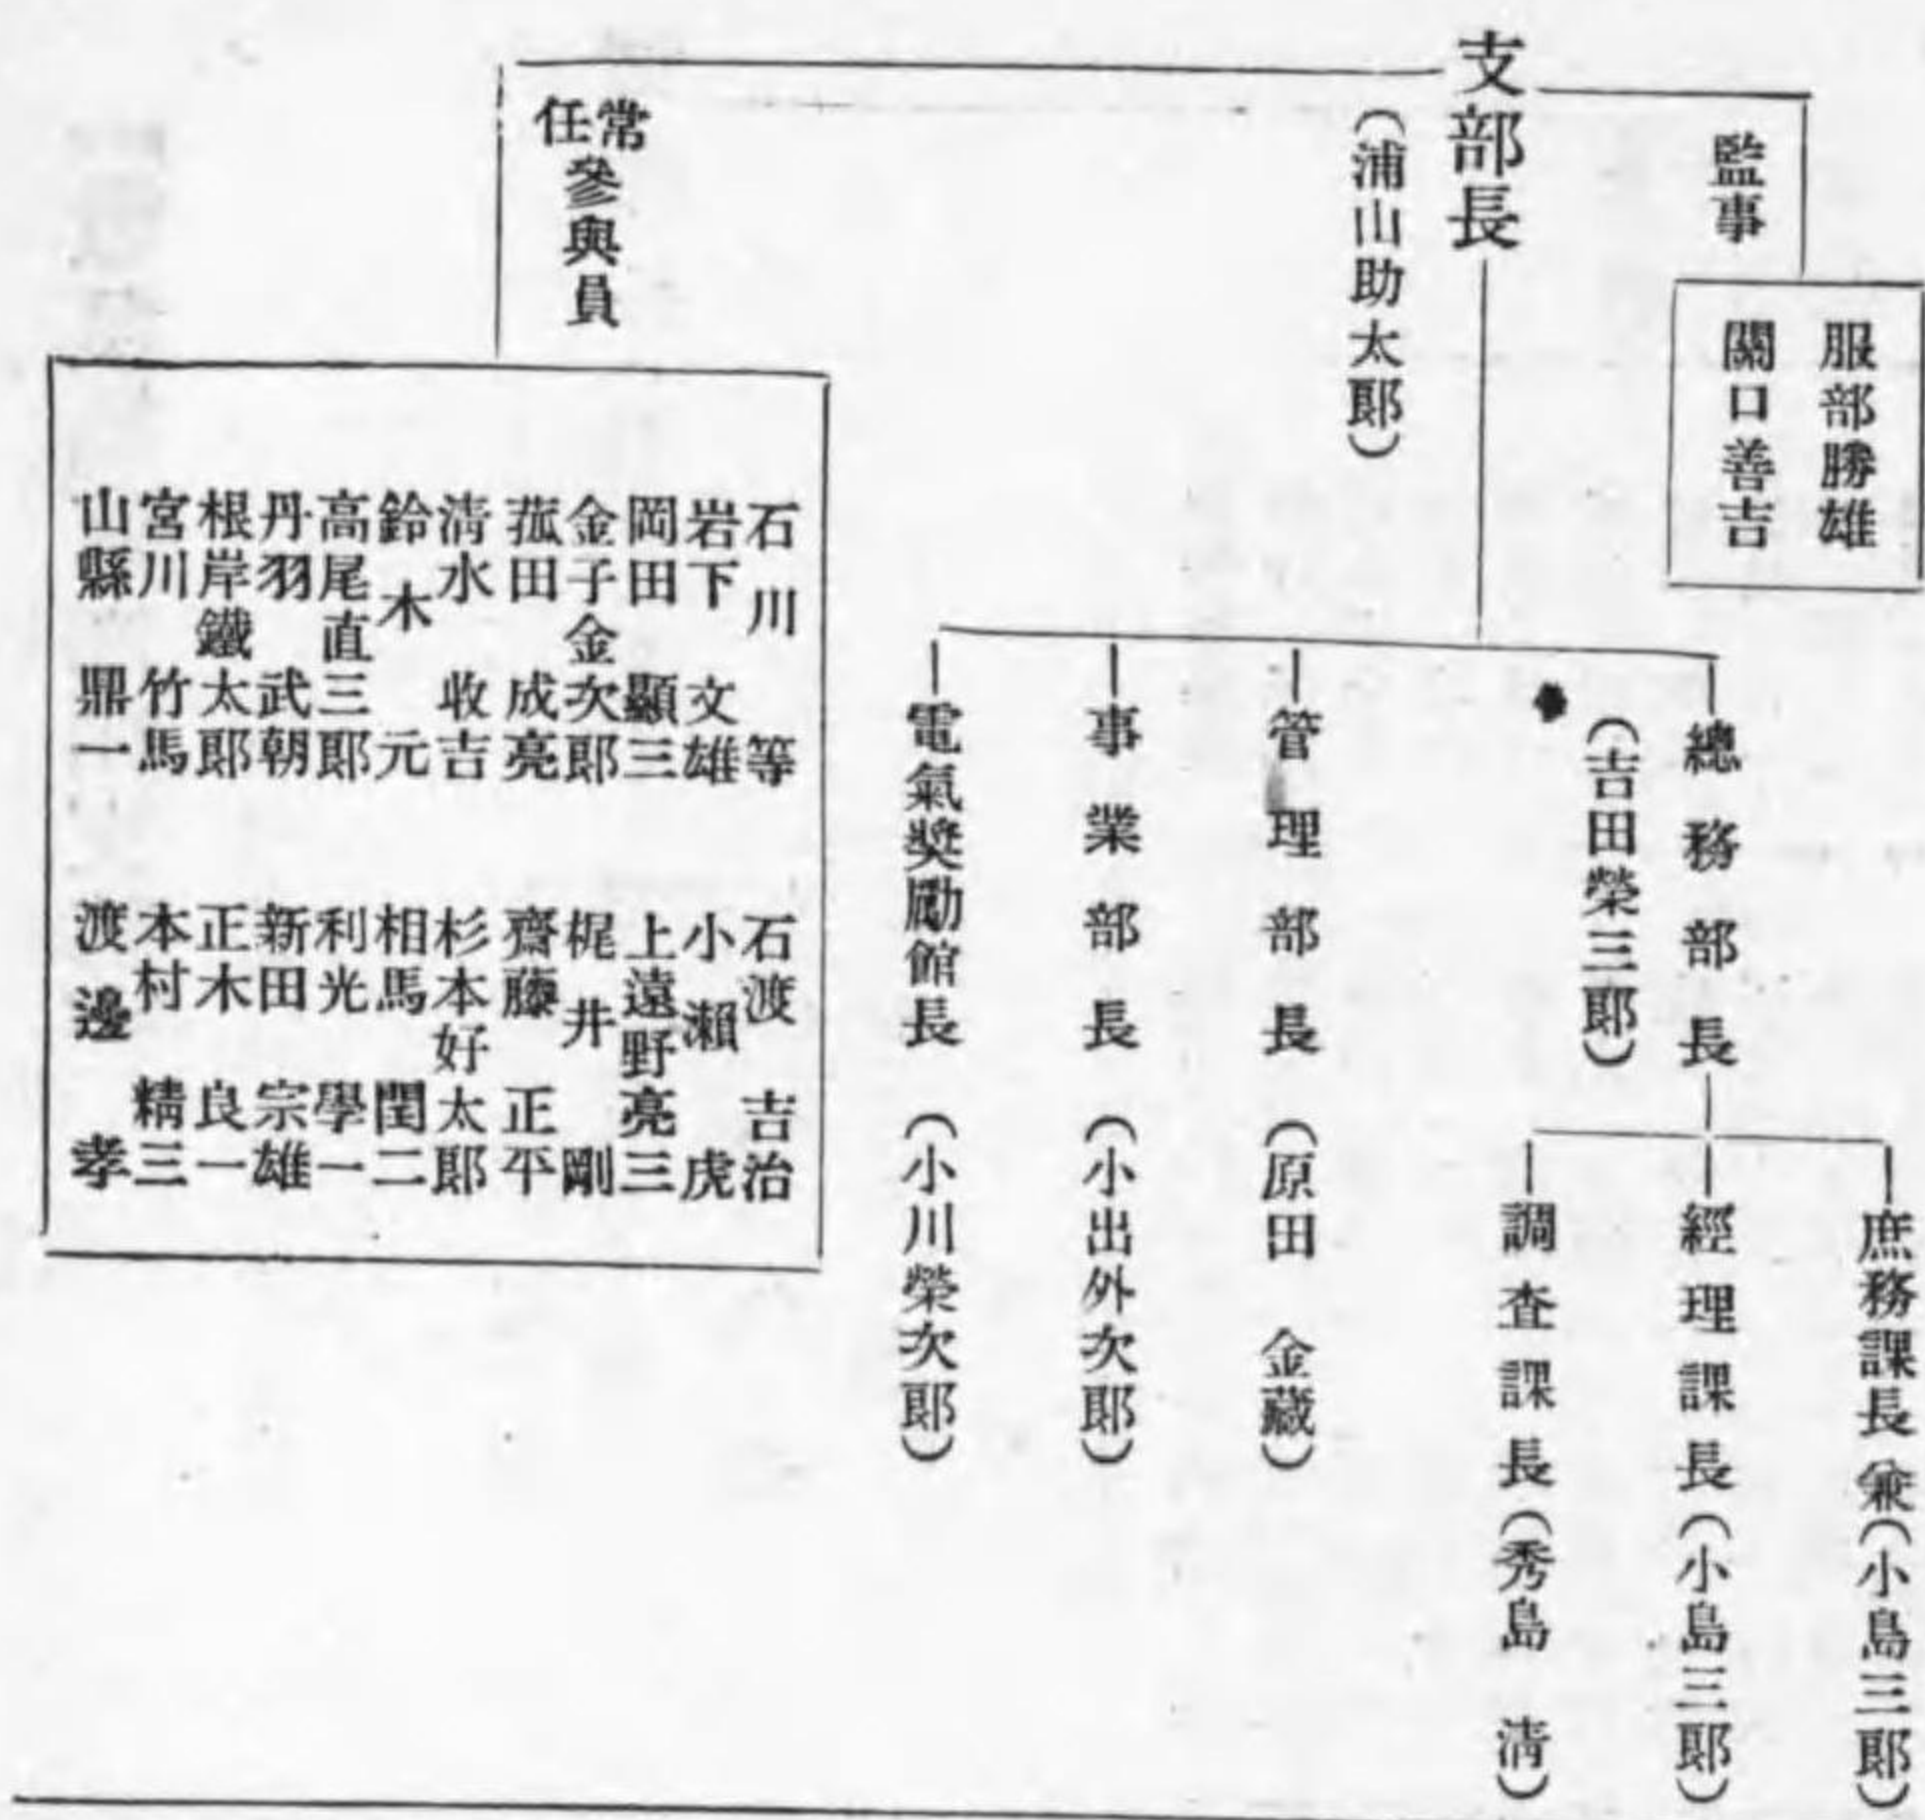 監事
服部勝雄
關口善吉
支部長
(浦山助太郎)
總務部長
(吉田榮三郎)
庶務課長兼(小島三郎)
經理課長(小島三郎)
調査課長(秀島 清)
管理部長 (原田 金藏)
事業部長 (小出外次郎)
電氣奬勵館長 (小川榮次郎)
常任參與員
石川 等
岩下 文雄
岡田 顯三
金子金次郎
菰田 成亮
淸水 收吉
鈴木 元
高尾直三郎
丹羽 武朝
根岸鐵太郎
宮川 竹馬
山縣 鼎一
石渡 吉治
小瀨 虎
上遠野亮三
梶井 剛
齋藤 正平
杉本好太郎
相馬 閏二
利光 學一
新田 宗雄
正木 良一
本村 精三
渡邊 孝